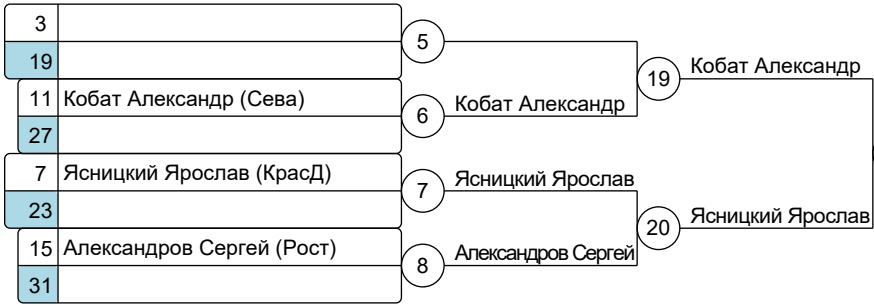 3
5
19
19 Кобат Александр
11 Кобат Александр (Сева)
6 Кобат Александр
27
7 Ясницкий Ярослав (КрасД)
7 Ясницкий Ярослав
23
20 Ясницкий Ярослав
15 Александров Сергей (Рост)
8 Александров Сергей
31